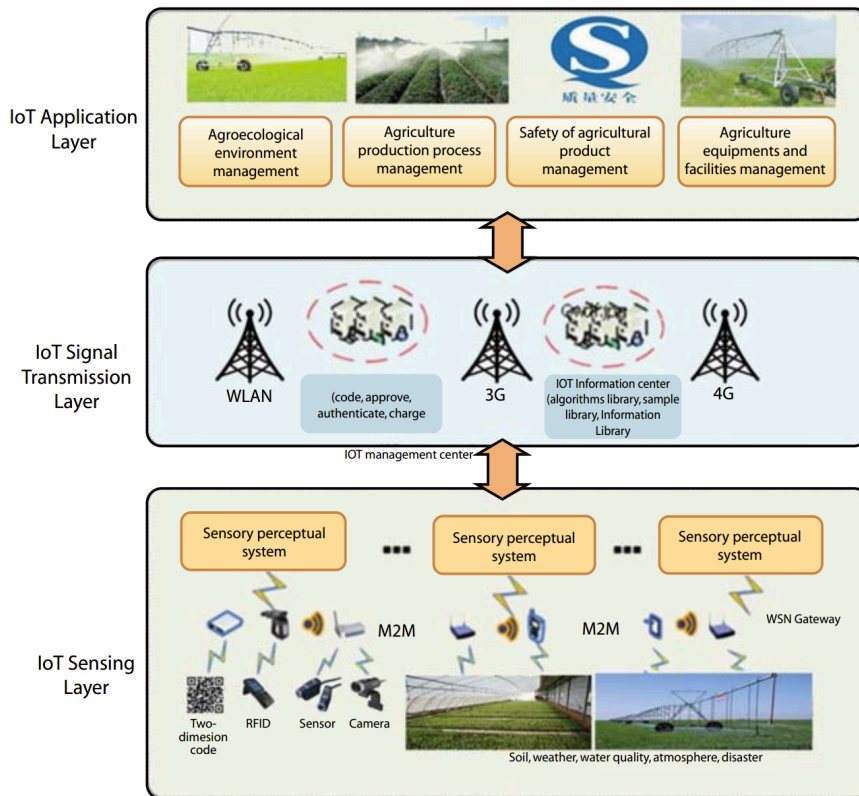 IoT Application
Layer
质量安全
Agroecological
environment
management
Agriculture
production process
management
Safety of agricultural
product
management
Agriculture
equipments and
facilities management
IoT Signal
Transmission
Layer
WLAN
(code, approve,
authenticate, charge
3G
IOT Information center
(algorithms library, sample
library, Information
Library
4G
IOT management center
IoT Sensing
Layer
Sensory perceptual
system
Sensory perceptual
system
Sensory perceptual
system
M2M
M2M
WSN Gateway
Two-
dimesion
code
RFID
Sensor
Camera
Soil, weather, water quality, atmosphere, disaster